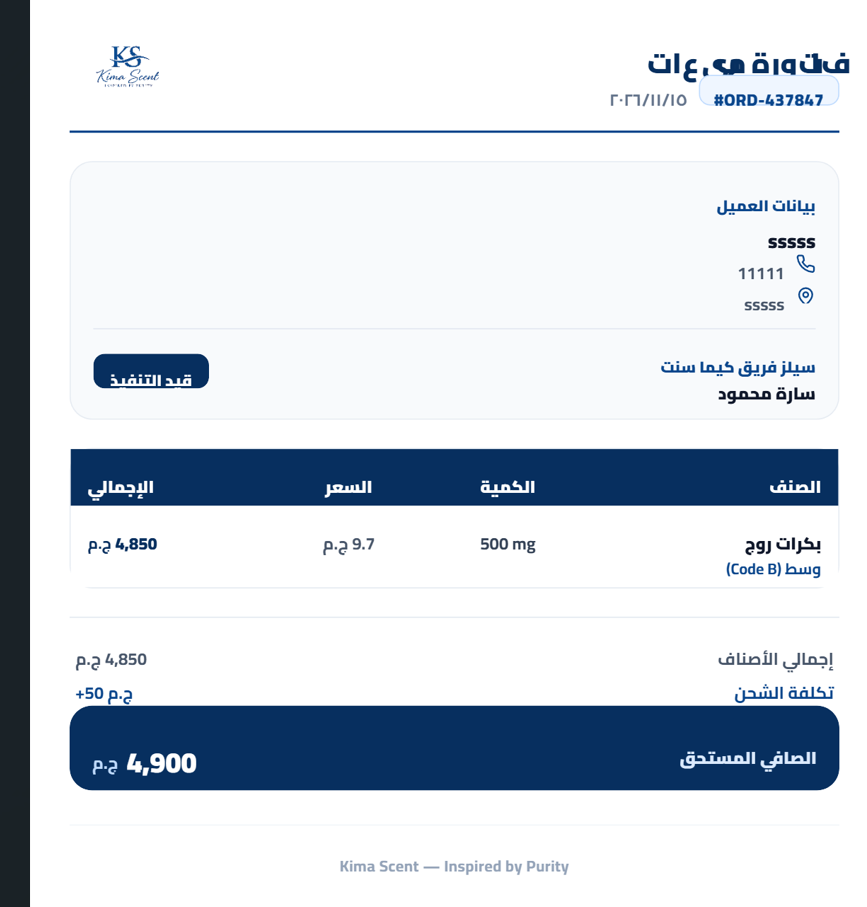 فاتورة مبيعات
#ORD-437847 ٢٠٢٦/١١/١٥
KS
Kima Scent
بيانات العميل
sssss
11111
sssss
سيلز فريق كيما سنت
سارة محمود
قيد التنفيذ
الصنف الكمية السعر الإجمالي
بكرات روج 500 mg 9.7 ج.م 4,850 ج.م
وسط (Code B)
إجمالي الأصناف 4,850 ج.م
تكلفة الشحن +50 ج.م
الصافي المستحق 4,900 ج.م
Kima Scent — Inspired by Purity